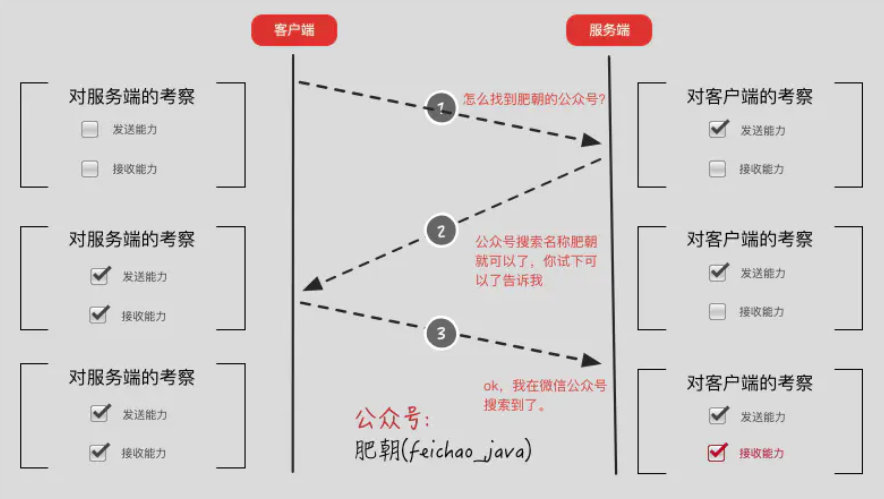 客户端
服务端
对服务端的考察
发送能力
接收能力
1
怎么找到肥朝的公众号?
对客户端的考察
发送能力
接收能力
对服务端的考察
发送能力
接收能力
2
公众号搜索名称肥朝
就可以了，你试下可
以了告诉我
对客户端的考察
发送能力
接收能力
对服务端的考察
发送能力
接收能力
3
ok，我在微信公众号
搜索到了。
对客户端的考察
发送能力
接收能力
公众号:
肥朝(feichao_java)